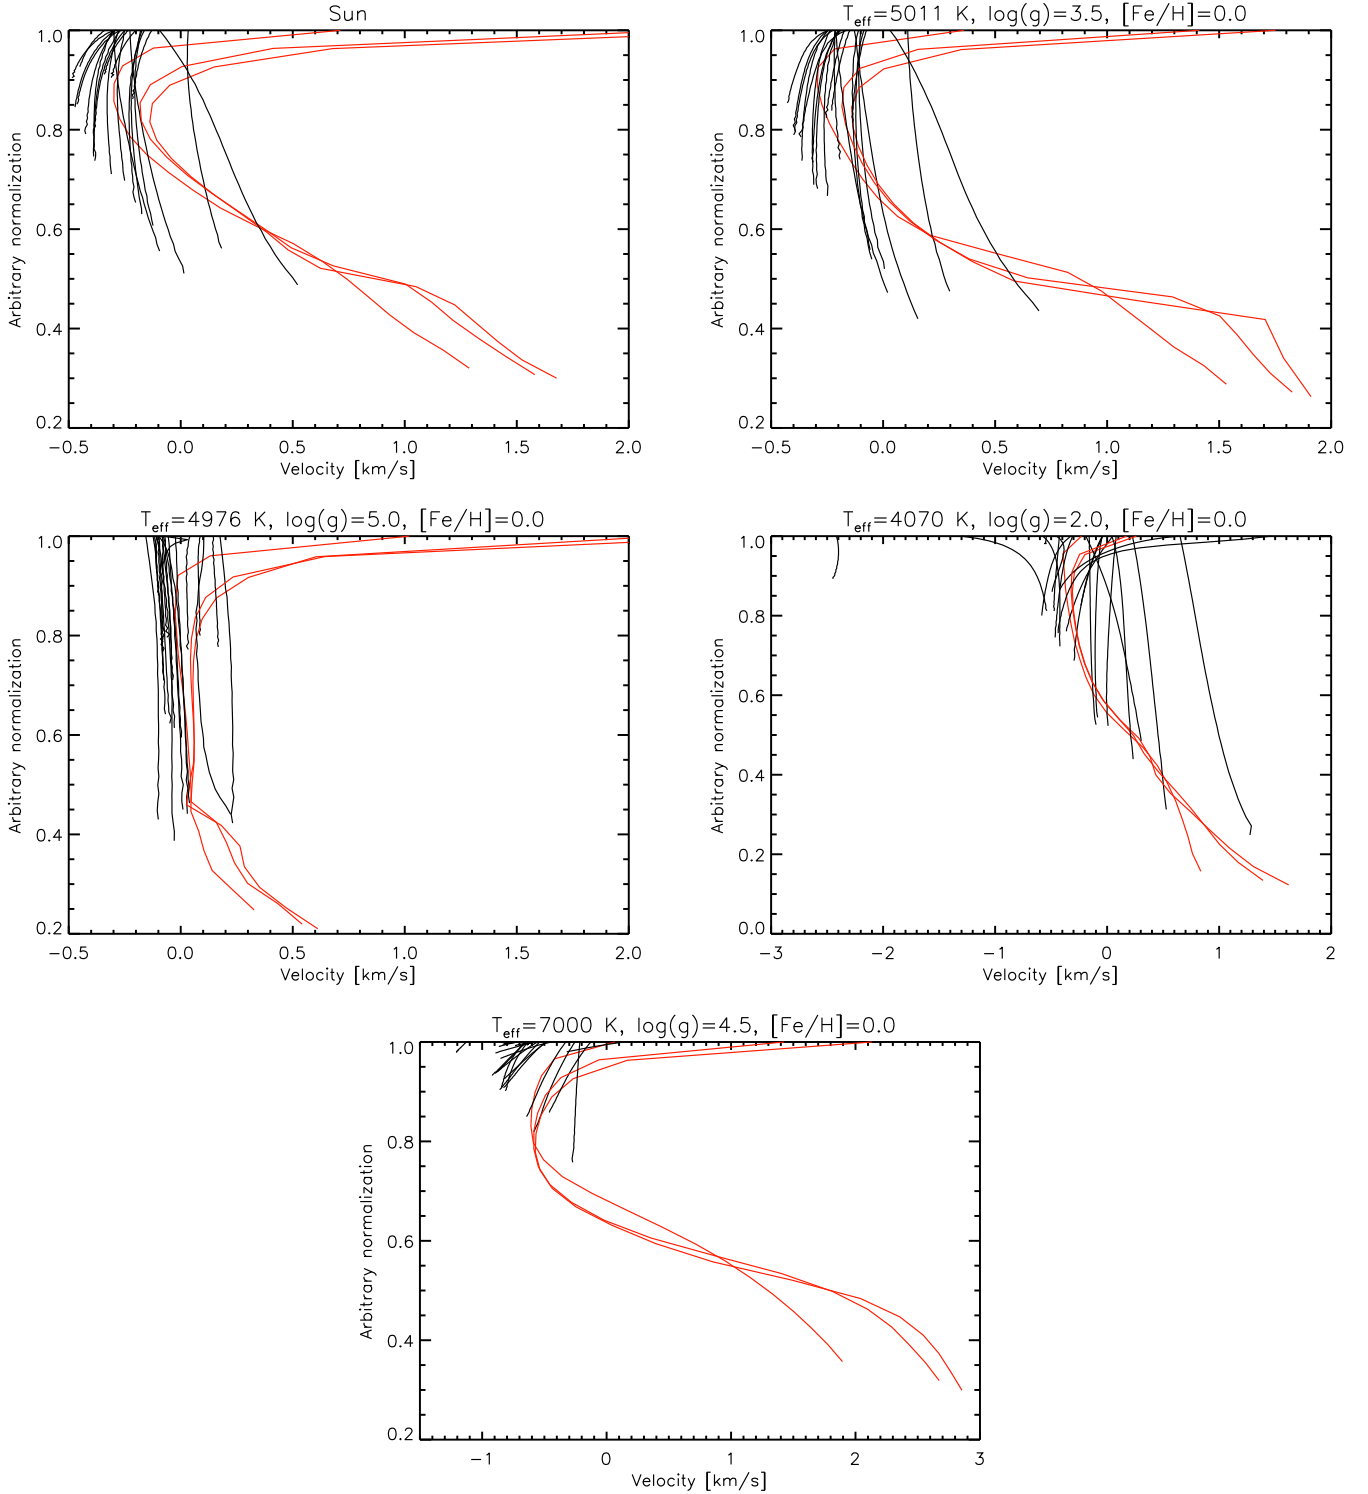 Sun
1.0
0.8
0.6
0.4
0.2
Arbitrary normalization
−0.5 0.0 0.5 1.0 1.5 2.0
Velocity [km/s]
T_eff=5011 K, log(g)=3.5, [Fe/H]=0.0
1.0
0.8
0.6
0.4
0.2
Arbitrary normalization
−0.5 0.0 0.5 1.0 1.5 2.0
Velocity [km/s]
T_eff=4976 K, log(g)=5.0, [Fe/H]=0.0
1.0
0.8
0.6
0.4
0.2
Arbitrary normalization
−0.5 0.0 0.5 1.0 1.5 2.0
Velocity [km/s]
T_eff=4070 K, log(g)=2.0, [Fe/H]=0.0
1.0
0.8
0.6
0.4
0.2
0.0
Arbitrary normalization
−3 −2 −1 0 1 2
Velocity [km/s]
T_eff=7000 K, log(g)=4.5, [Fe/H]=0.0
1.0
0.8
0.6
0.4
0.2
Arbitrary normalization
−1 0 1 2 3
Velocity [km/s]